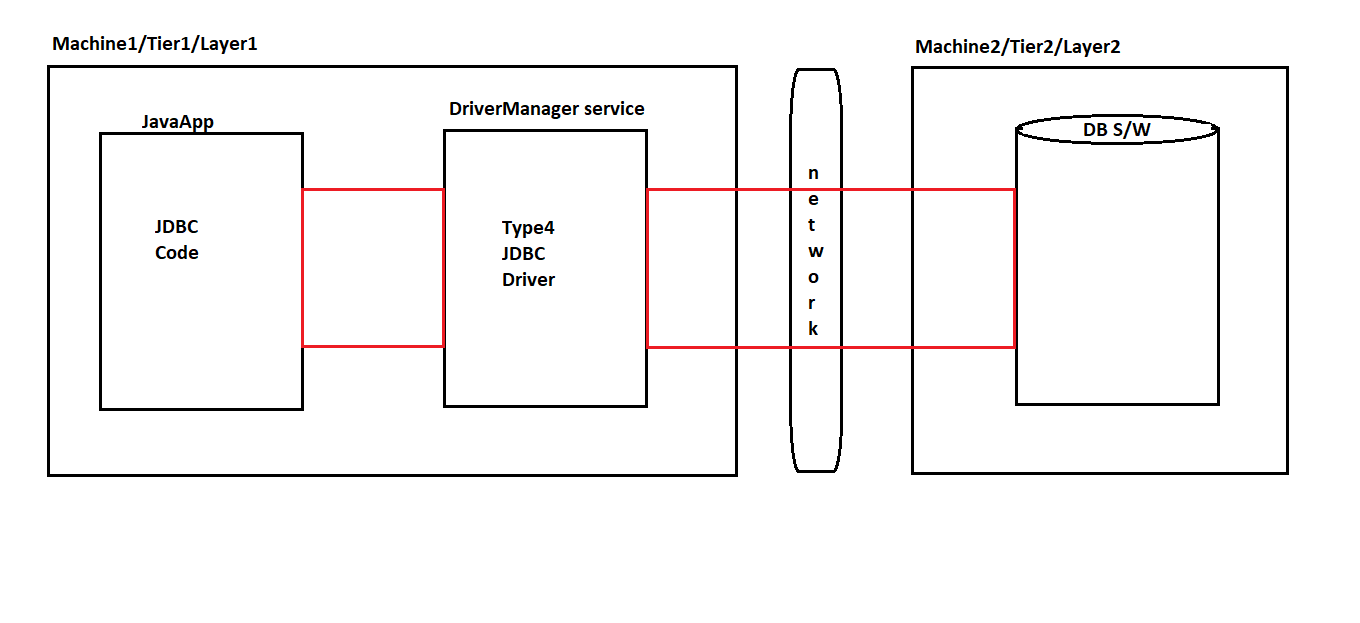 Machine1/Tier1/Layer1
Machine2/Tier2/Layer2
JavaApp
DriverManager service
JDBC
Code
Type4
JDBC
Driver
n
e
t
w
o
r
k
DB S/W